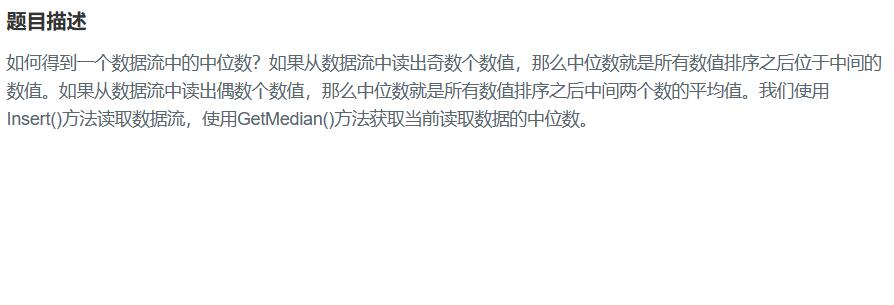 题目描述
如何得到一个数据流中的中位数？如果从数据流中读出奇数个数值，那么中位数就是所有数值排序之后位于中间的
数值。如果从数据流中读出偶数个数值，那么中位数就是所有数值排序之后中间两个数的平均值。我们使用
Insert()方法读取数据流，使用GetMedian()方法获取当前读取数据的中位数。